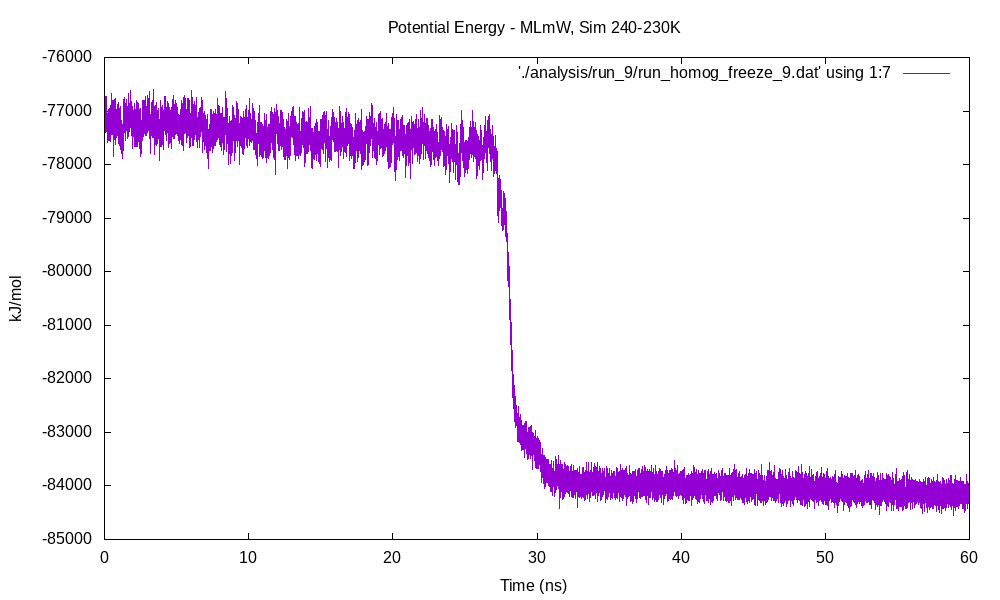 Potential Energy - MLmW, Sim 240-230K
'./analysis/run_9/run_homog_freeze_9.dat' using 1:7
-76000
-77000
-78000
-79000
-80000
-81000
-82000
-83000
-84000
-85000
kJ/mol
0 10 20 30 40 50 60
Time (ns)